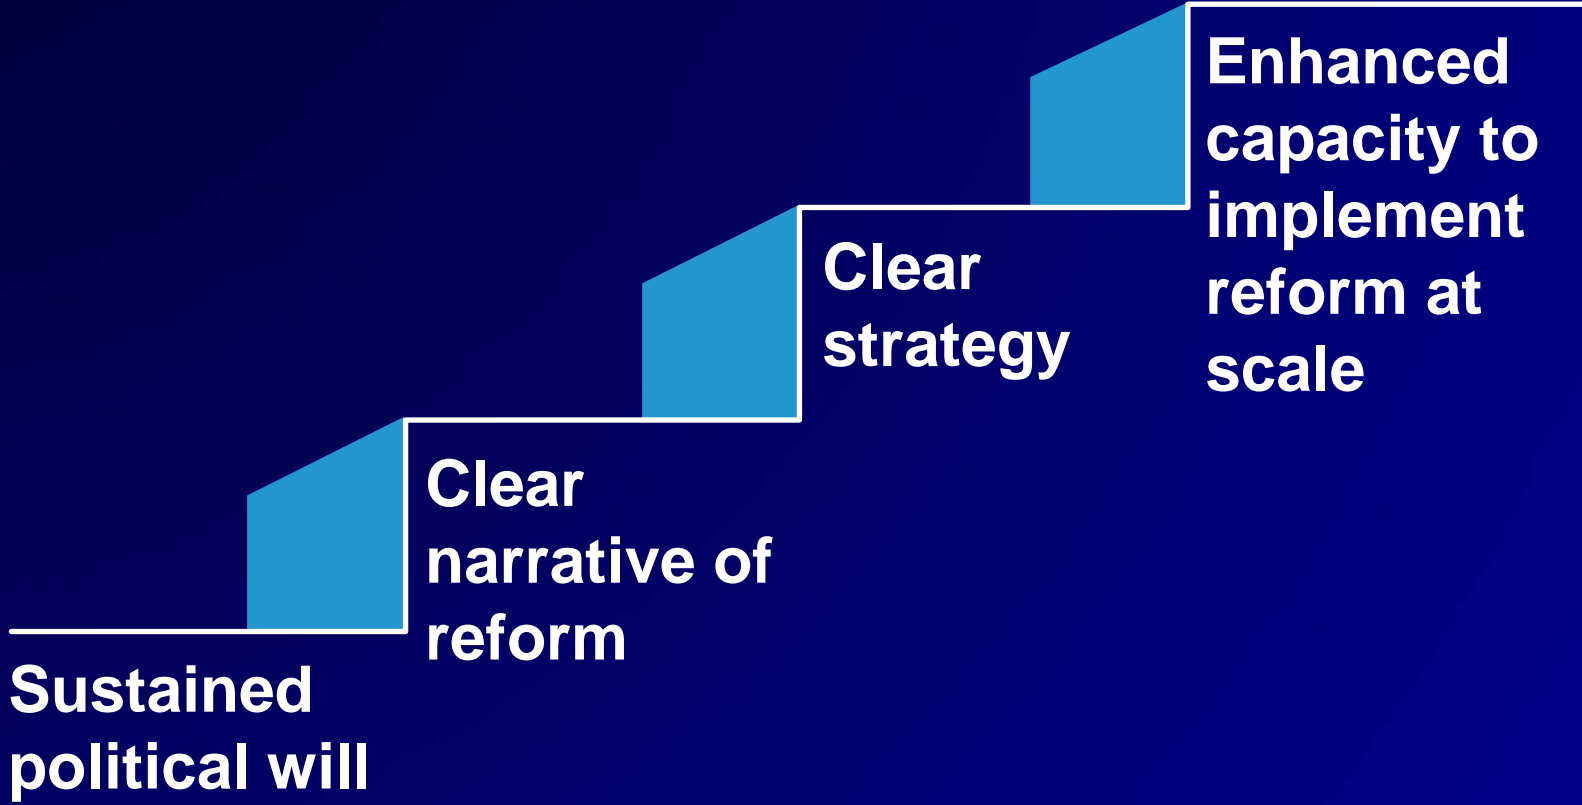 Sustained
political will
Clear
narrative of
reform
Clear
strategy
Enhanced
capacity to
implement
reform at
scale